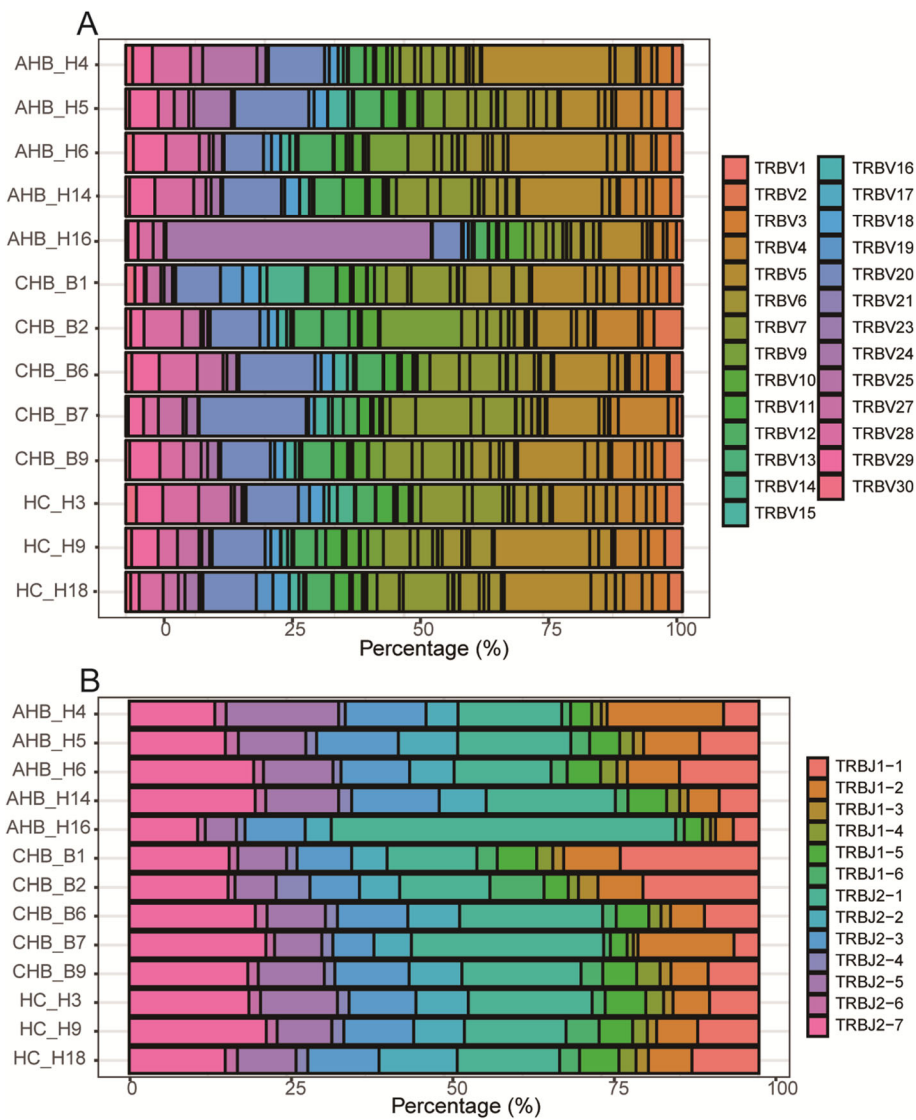 A
AHB_H4
AHB_H5
AHB_H6
AHB_H14
AHB_H16
CHB_B1
CHB_B2
CHB_B6
CHB_B7
CHB_B9
HC_H3
HC_H9
HC_H18
0 25 50 75 100
Percentage (%)
TRBV1
TRBV2
TRBV3
TRBV4
TRBV5
TRBV6
TRBV7
TRBV9
TRBV10
TRBV11
TRBV12
TRBV13
TRBV14
TRBV15
TRBV16
TRBV17
TRBV18
TRBV19
TRBV20
TRBV21
TRBV23
TRBV24
TRBV25
TRBV27
TRBV28
TRBV29
TRBV30
B
AHB_H4
AHB_H5
AHB_H6
AHB_H14
AHB_H16
CHB_B1
CHB_B2
CHB_B6
CHB_B7
CHB_B9
HC_H3
HC_H9
HC_H18
0 25 50 75 100
Percentage (%)
TRBJ1-1
TRBJ1-2
TRBJ1-3
TRBJ1-4
TRBJ1-5
TRBJ1-6
TRBJ2-1
TRBJ2-2
TRBJ2-3
TRBJ2-4
TRBJ2-5
TRBJ2-6
TRBJ2-7